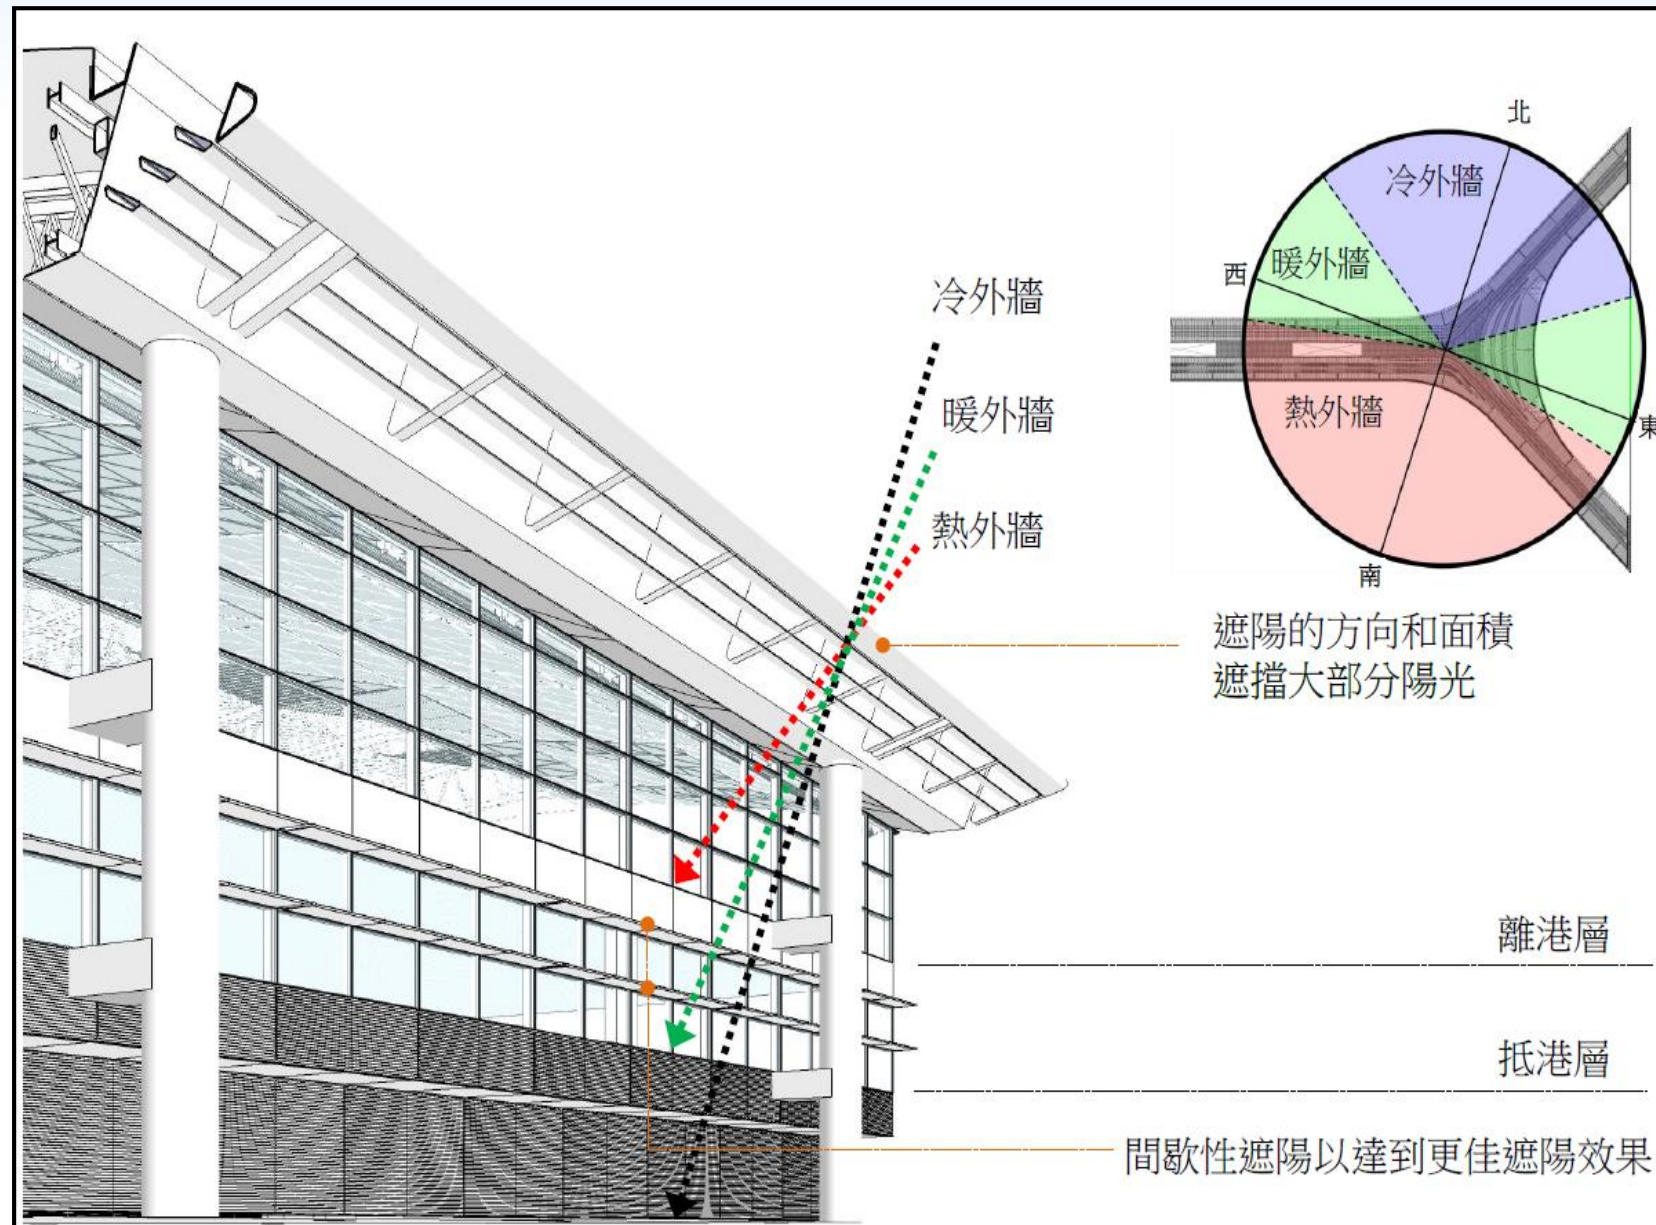 北
冷外牆
西
暖外牆
熱外牆
東
南
冷外牆
暖外牆
熱外牆
遮陽的方向和面積
遮擋大部分陽光
離港層
抵港層
間歇性遮陽以達到更佳遮陽效果